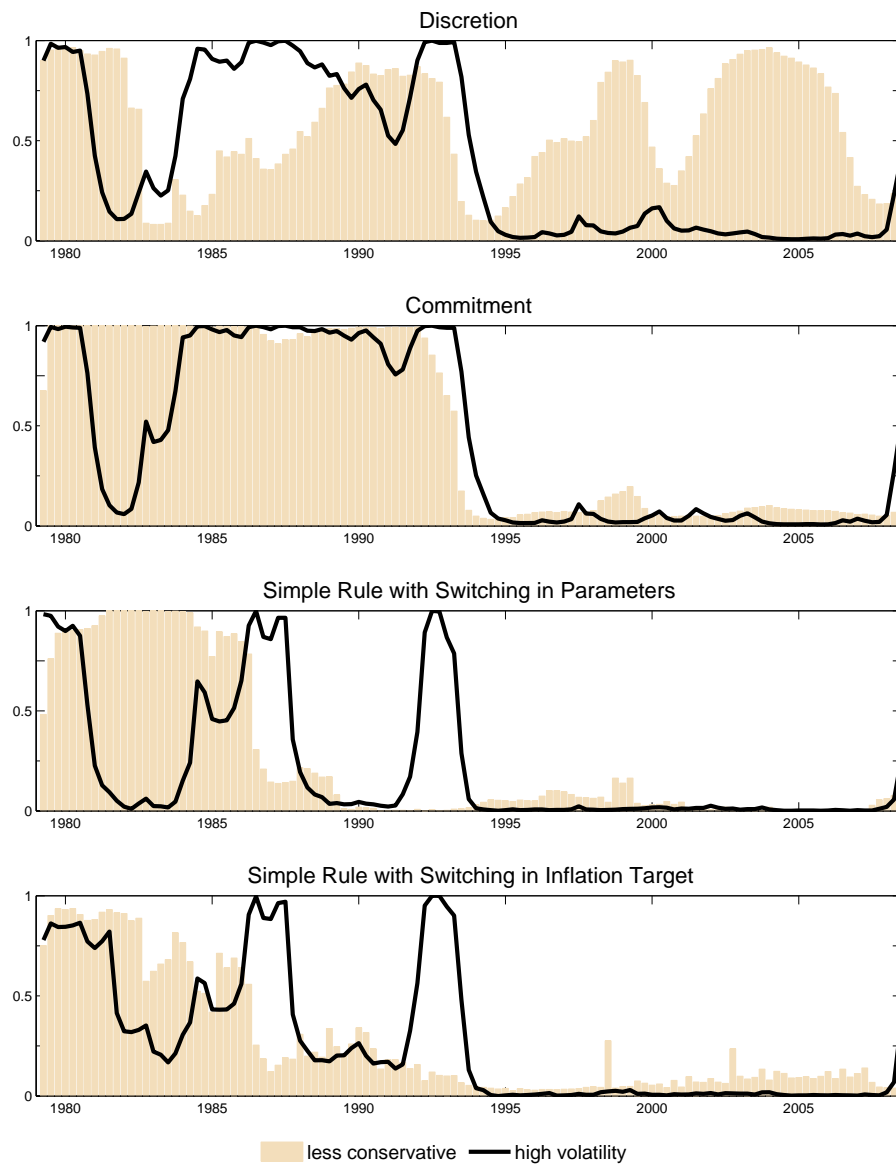 Discretion
1
0.5
0
1980 1985 1990 1995 2000 2005
Commitment
1
0.5
0
1980 1985 1990 1995 2000 2005
Simple Rule with Switching in Parameters
1
0.5
0
1980 1985 1990 1995 2000 2005
Simple Rule with Switching in Inflation Target
1
0.5
0
1980 1985 1990 1995 2000 2005
less conservative high volatility